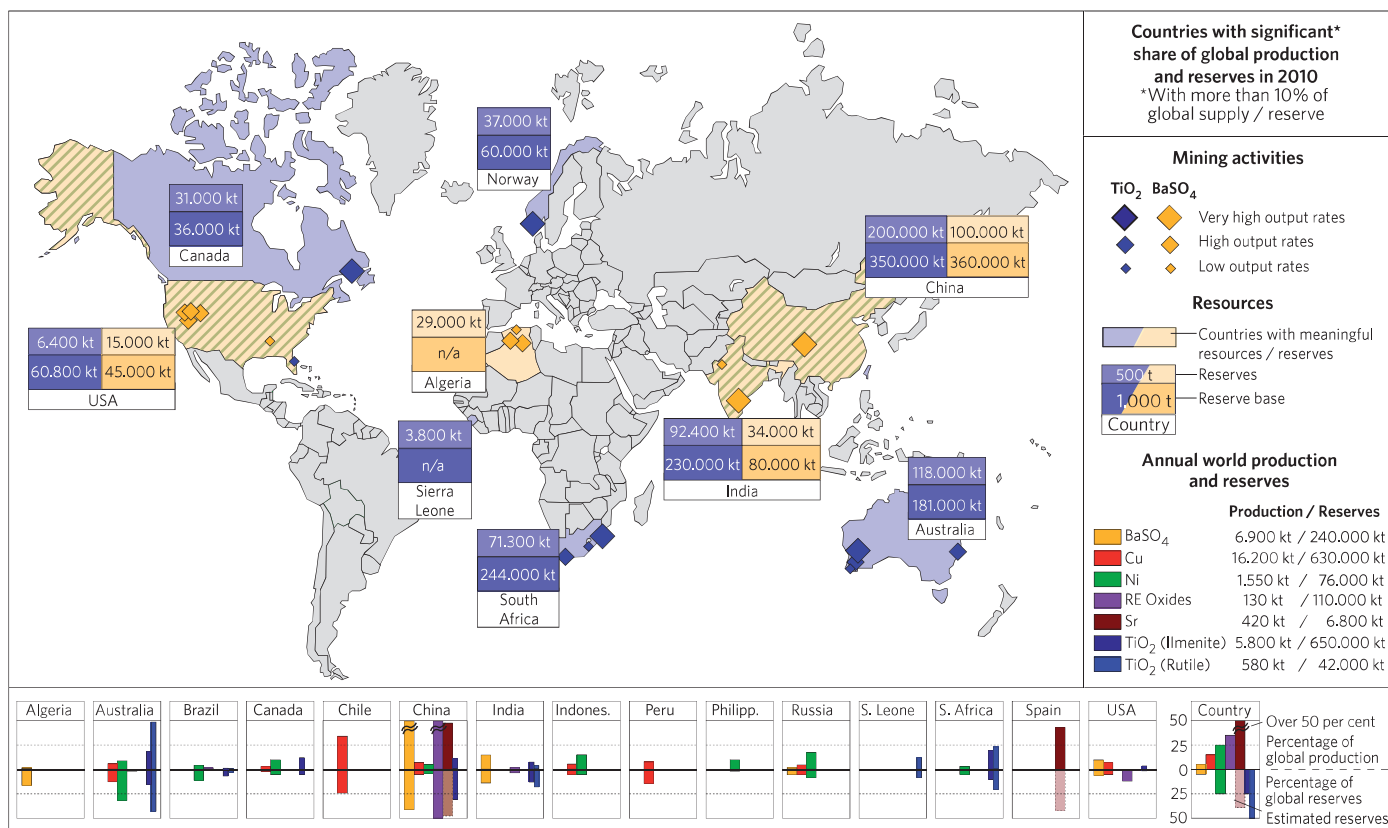 Countries with significant*
share of global production
and reserves in 2010
*With more than 10% of
global supply / reserve
Mining activities
TiO2 BaSO4
Very high output rates
High output rates
Low output rates
Resources
Countries with meaningful
resources / reserves
500 t
Reserves
1.000 t
Reserve base
Country
Annual world production
and reserves
Production / Reserves
BaSO4 6.900 kt / 240.000 kt
Cu 16.200 kt / 630.000 kt
Ni 1.550 kt / 76.000 kt
RE Oxides 130 kt / 110.000 kt
Sr 420 kt / 6.800 kt
TiO2 (Ilmenite) 5.800 kt / 650.000 kt
TiO2 (Rutile) 580 kt / 42.000 kt
37.000 kt
60.000 kt
Norway
31.000 kt
36.000 kt
Canada
200.000 kt 100.000 kt
350.000 kt 360.000 kt
China
6.400 kt 15.000 kt
60.800 kt 45.000 kt
USA
29.000 kt
n/a
Algeria
3.800 kt
n/a
Sierra
Leone
92.400 kt 34.000 kt
230.000 kt 80.000 kt
India
118.000 kt
181.000 kt
Australia
71.300 kt
244.000 kt
South
Africa
Algeria Australia Brazil Canada Chile China India Indones. Peru Philipp. Russia S. Leone S. Africa Spain USA Country
50
25
0
25
50
Over 50 per cent
Percentage of
global production
Percentage of
global reserves
Estimated reserves